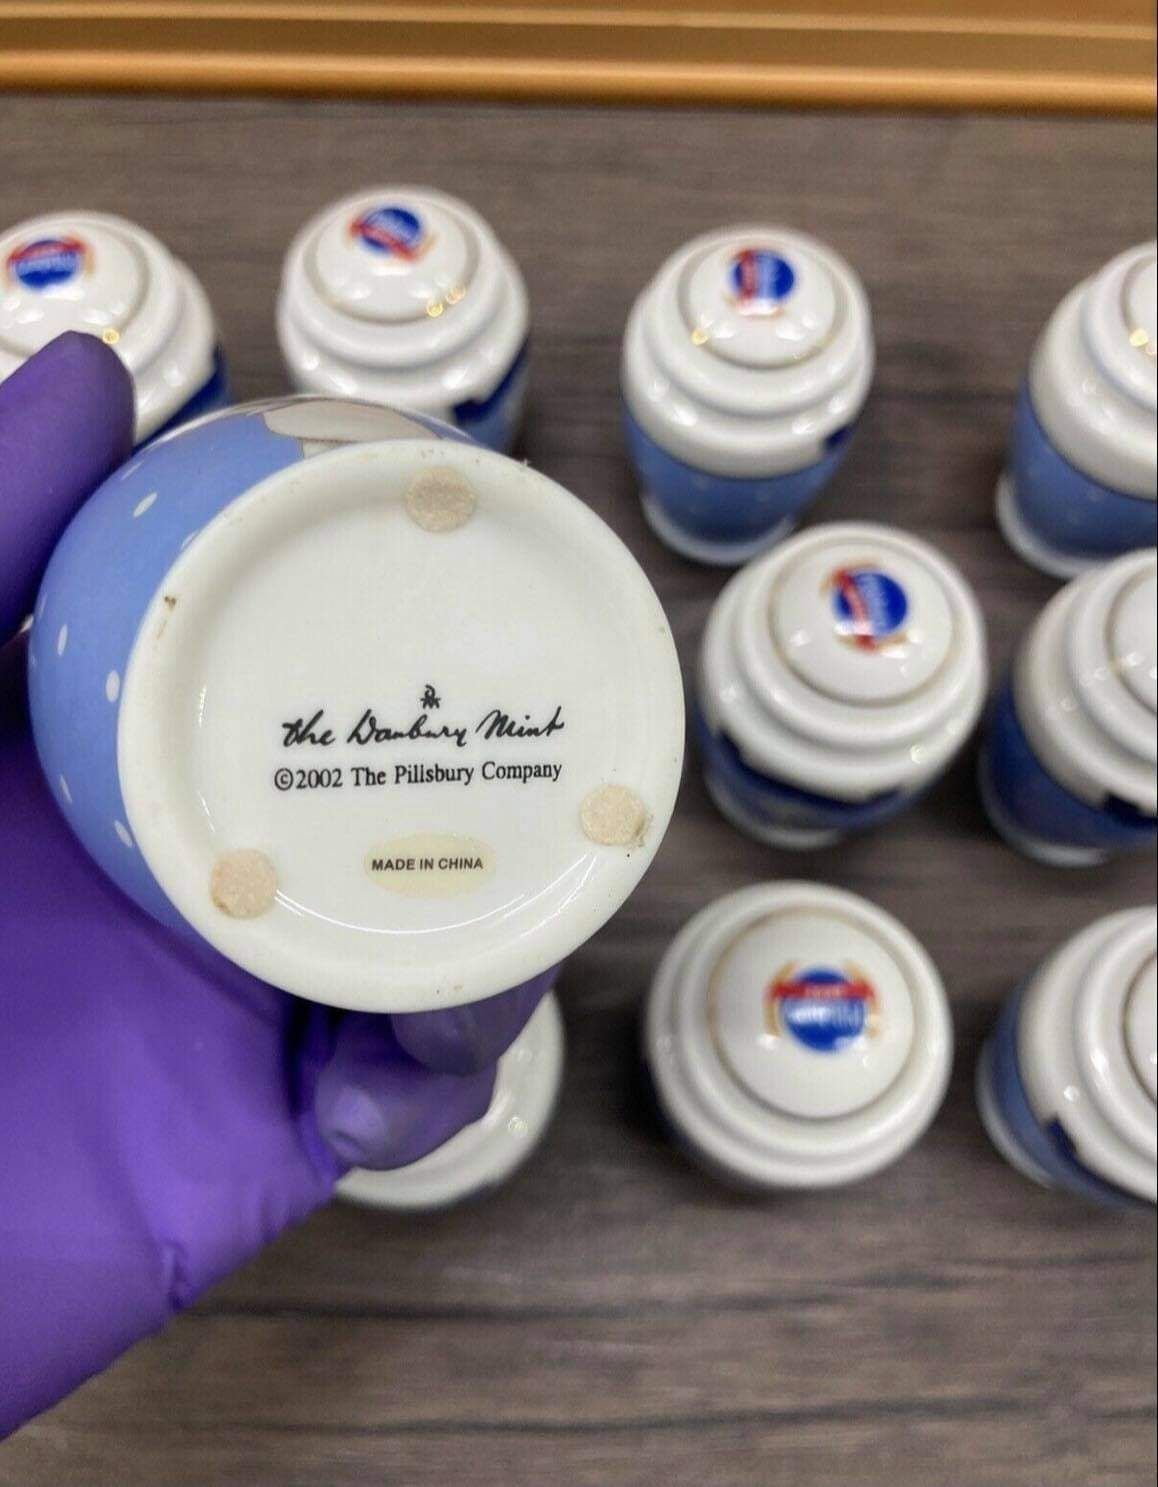 the Danbury Mint
©2002 The Pillsbury Company
MADE IN CHINA